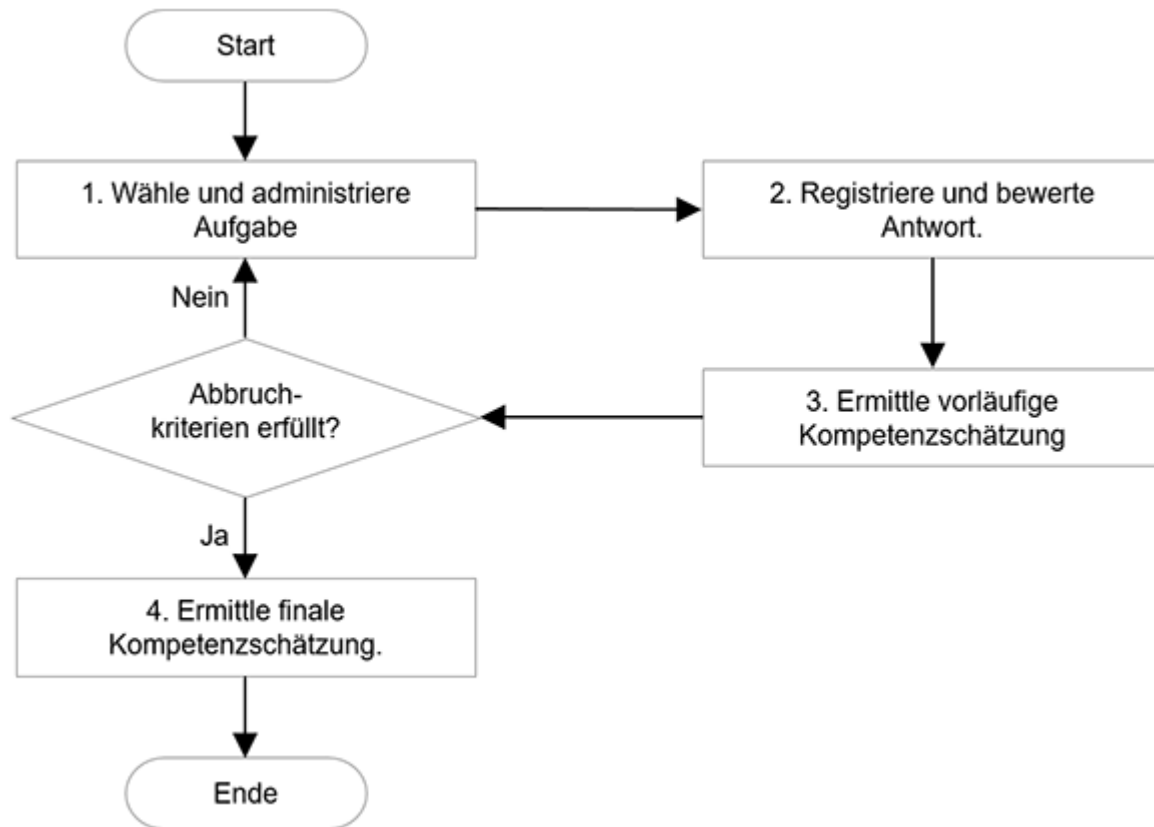 Start
1. Wähle und administriere
Aufgabe
2. Registriere und bewerte
Antwort.
3. Ermittle vorläufige
Kompetenzschätzung
Abbruch-
kriterien erfüllt?
Nein
Ja
4. Ermittle finale
Kompetenzschätzung.
Ende